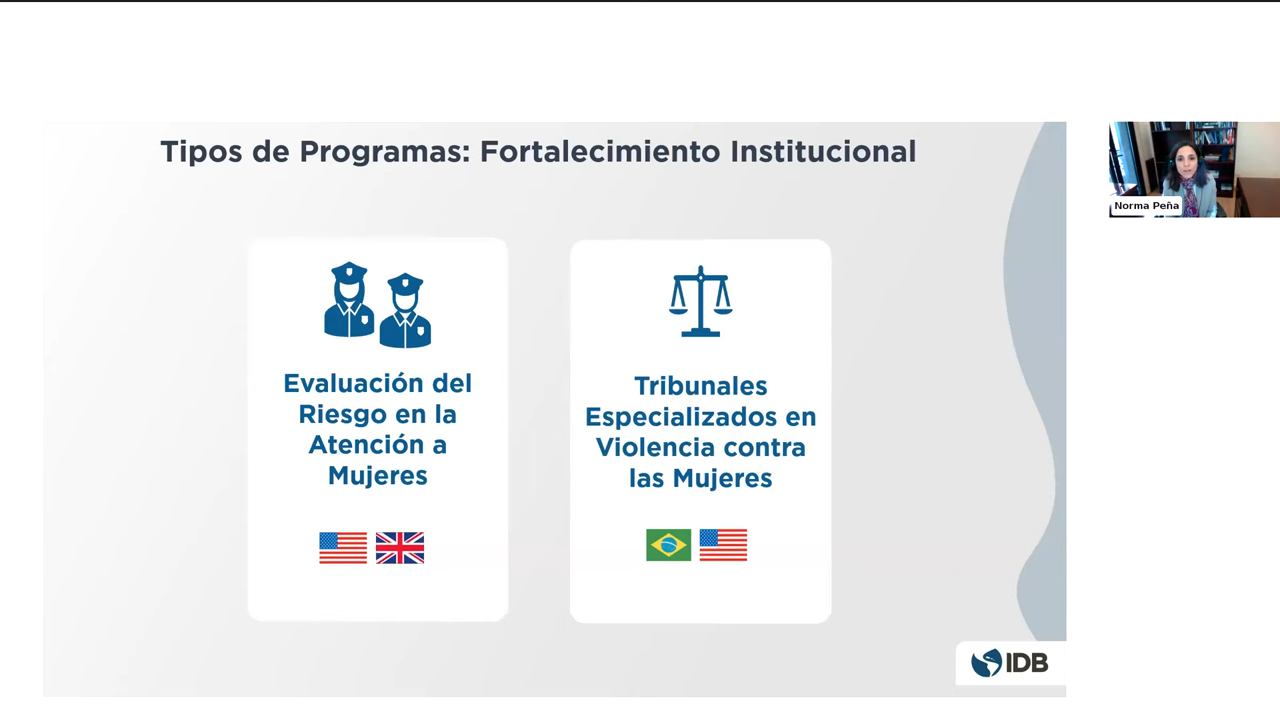 Tipos de Programas: Fortalecimiento Institucional
Norma Peña
Evaluación del
Riesgo en la
Atención a
Mujeres
Tribunales
Especializados en
Violencia contra
las Mujeres
IDB